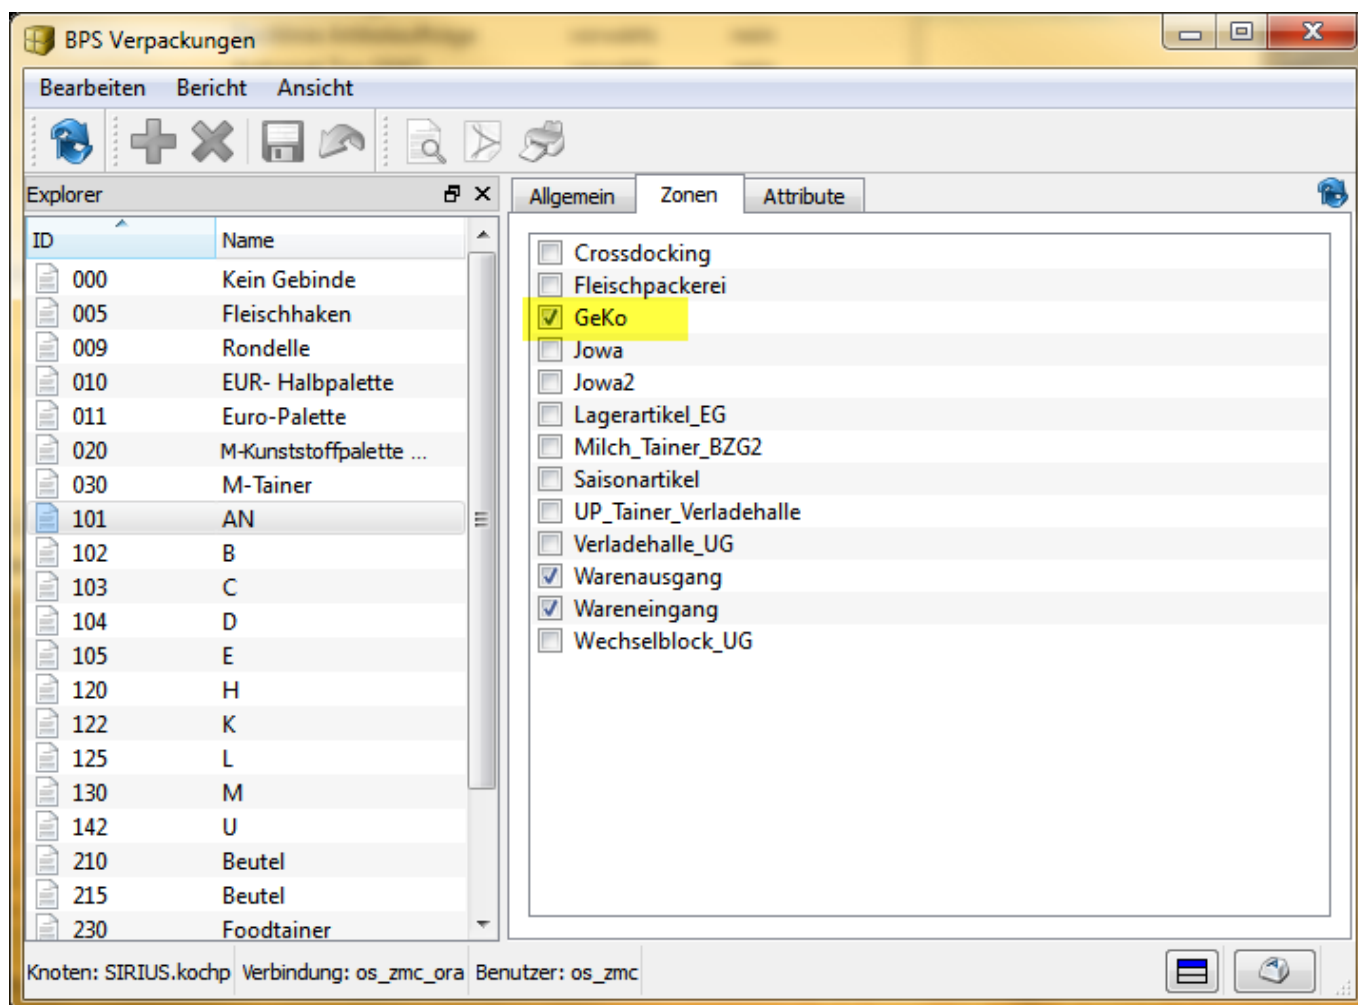 BPS Verpackungen
Bearbeiten Bericht Ansicht
Explorer
Allgemein Zonen Attribute
ID Name
000 Kein Gebinde
005 Fleischhaken
009 Rondelle
010 EUR- Halbpalette
011 Euro-Palette
020 M-Kunststoffpalette ...
030 M-Tainer
101 AN
102 B
103 C
104 D
105 E
120 H
122 K
125 L
130 M
142 U
210 Beutel
215 Beutel
230 Foodtainer
Crossdocking
Fleischpackerei
GeKo
Jowa
Jowa2
Lagerartikel_EG
Milch_Tainer_BZG2
Saisonartikel
UP_Tainer_Verladehalle
Verladehalle_UG
Warenausgang
Wareneingang
Wechselblock_UG
Knoten: SIRIUS.kochp Verbindung: os_zmc_ora Benutzer: os_zmc